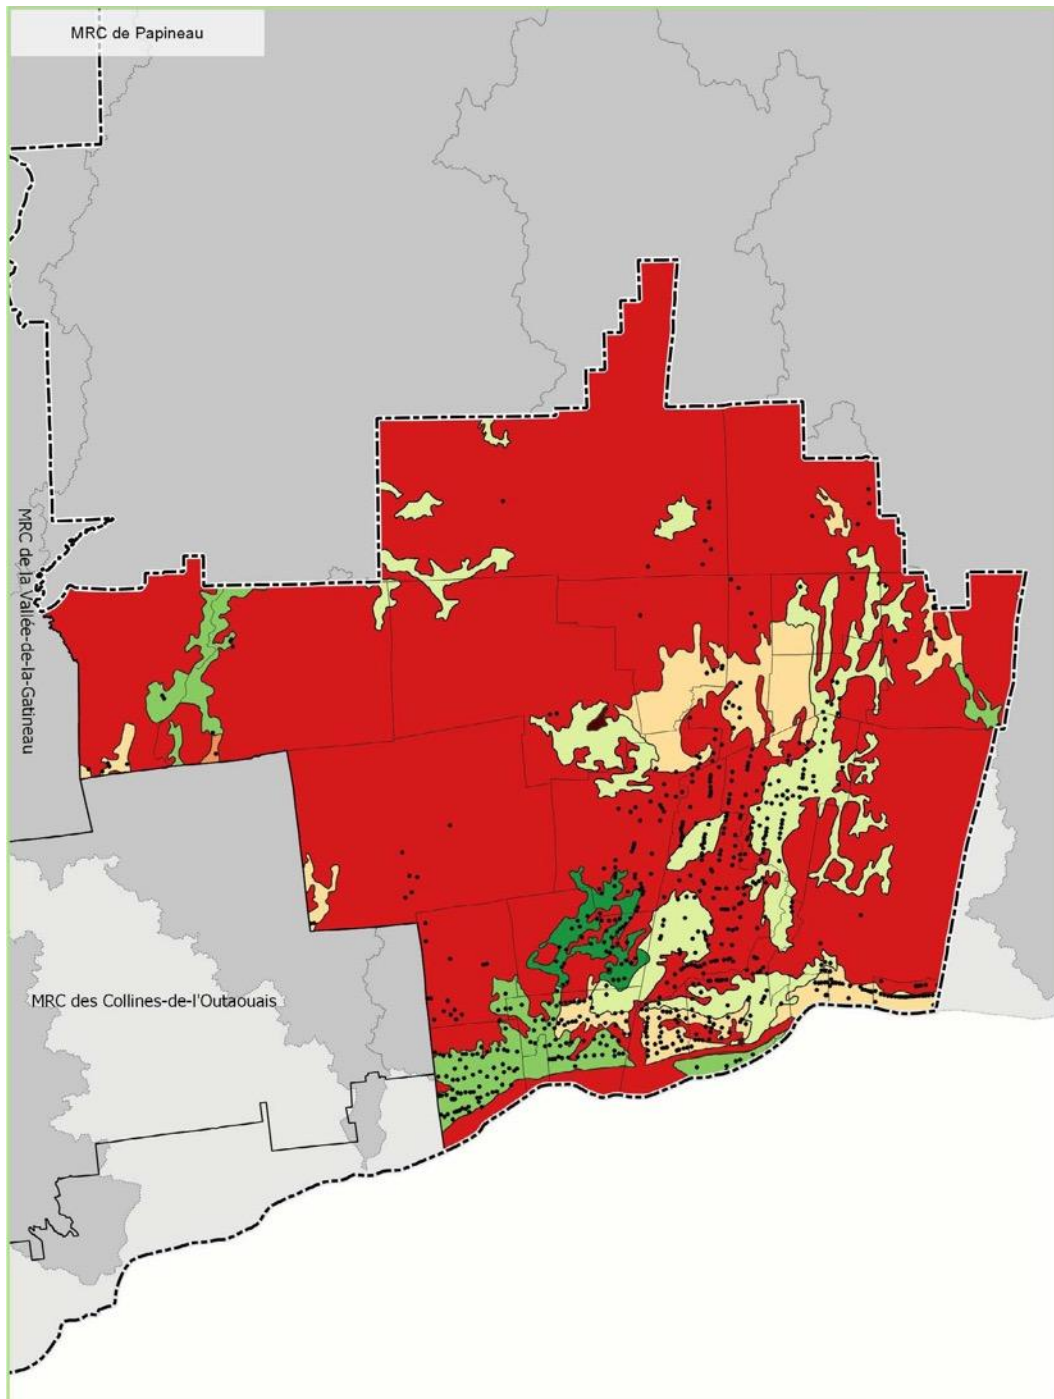 MRC de Papineau
MRC de la Vallée-de-la-Gatineau
MRC des Collines-de-l'Outaouais